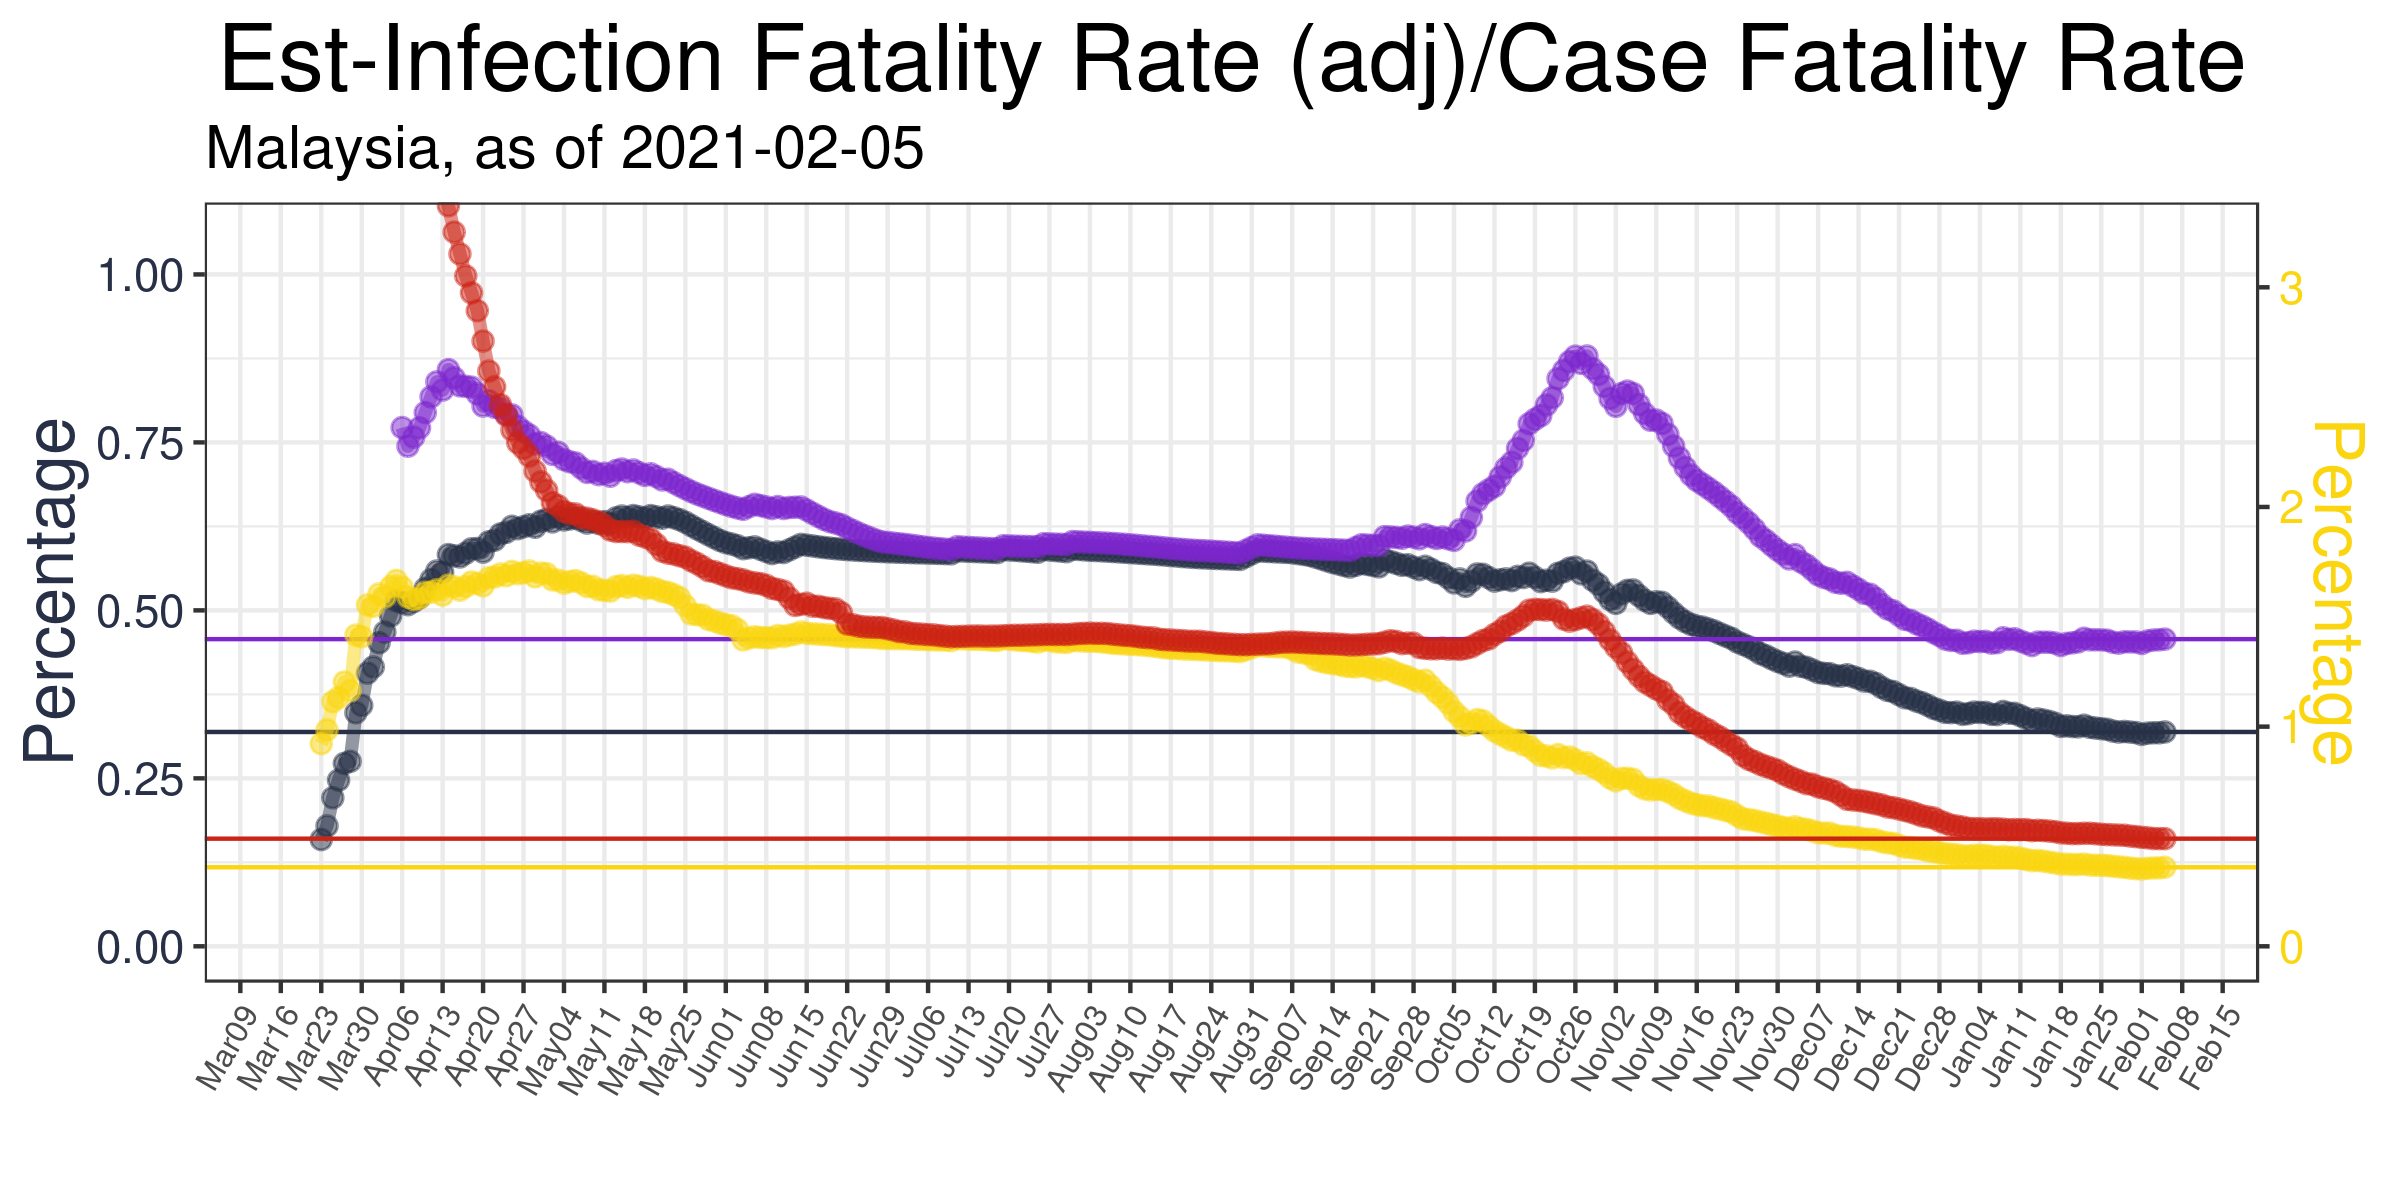 Est-Infection Fatality Rate (adj)/Case Fatality Rate
Malaysia, as of 2021-02-05
Percentage
1.00
0.75
0.50
0.25
0.00
3
2
1
0
Percentage
Mar09
Mar16
Mar23
Mar30
Apr06
Apr13
Apr20
Apr27
May04
May11
May18
May25
Jun01
Jun08
Jun15
Jun22
Jun29
Jul06
Jul13
Jul20
Jul27
Aug03
Aug10
Aug17
Aug24
Aug31
Sep07
Sep14
Sep21
Sep28
Oct05
Oct12
Oct19
Oct26
Nov02
Nov09
Nov16
Nov23
Nov30
Dec07
Dec14
Dec21
Dec28
Jan04
Jan11
Jan18
Jan25
Feb01
Feb08
Feb15